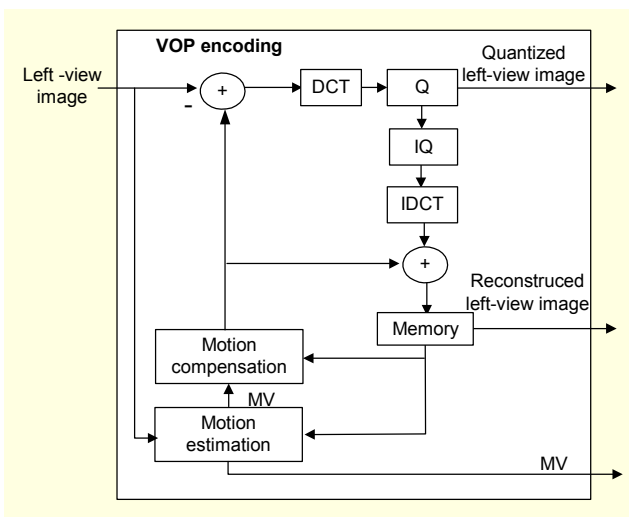 VOP encoding
Left -view
image
-
+
DCT
Q
Quantized
left-view image
IQ
IDCT
+
Reconstruced
left-view image
Memory
Motion
compensation
MV
Motion
estimation
MV